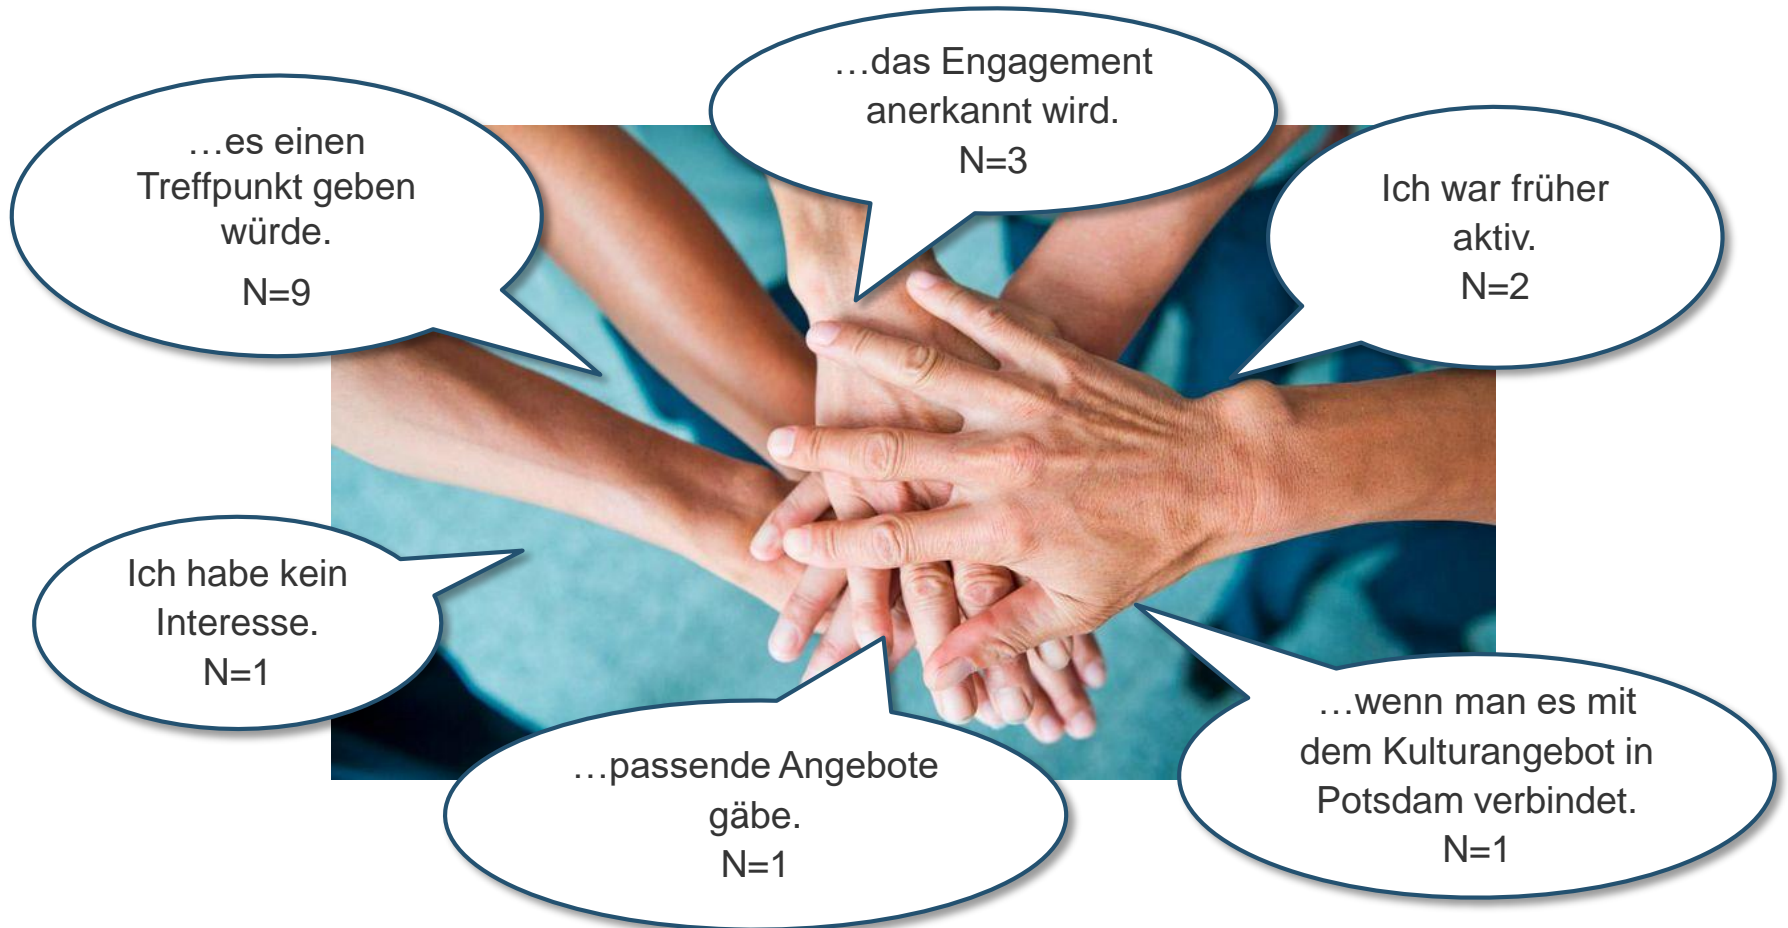 …es einen
Treffpunkt geben
würde.
N=9
…das Engagement
anerkannt wird.
N=3
Ich war früher
aktiv.
N=2
Ich habe kein
Interesse.
N=1
…passende Angebote
gäbe.
N=1
…wenn man es mit
dem Kulturangebot in
Potsdam verbindet.
N=1